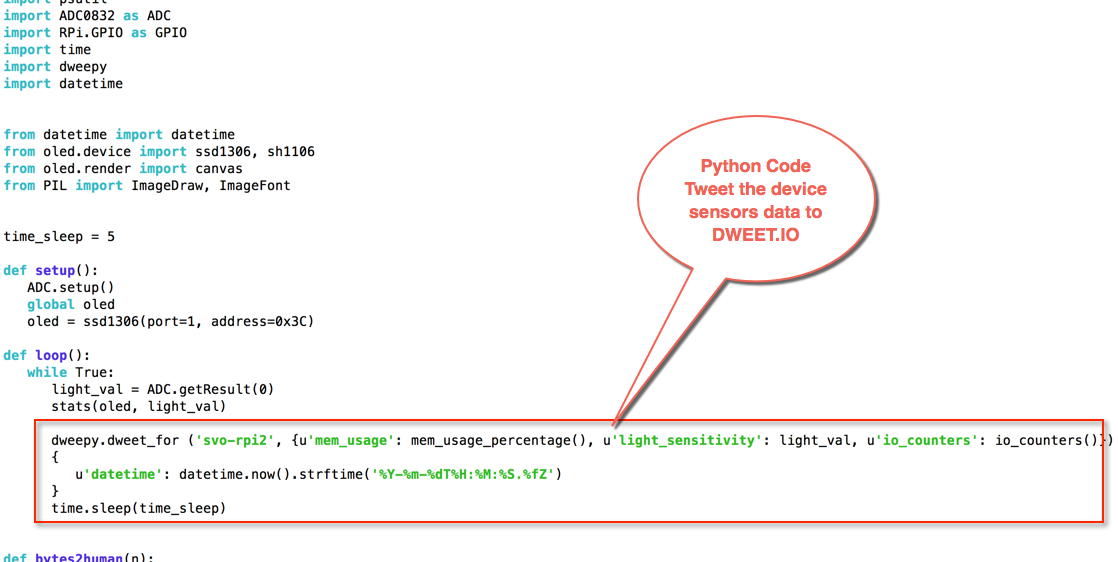 import psutil
import ADC0832 as ADC
import RPi.GPIO as GPIO
import time
import dweepy
import datetime
from datetime import datetime
from oled.device import ssd1306, sh1106
from oled.render import canvas
from PIL import ImageDraw, ImageFont
time_sleep = 5
def setup():
ADC.setup()
global oled
oled = ssd1306(port=1, address=0x3C)
def loop():
while True:
light_val = ADC.getResult(0)
stats(oled, light_val)
dweepy.dweet_for ('svo-rpi2', {u'mem_usage': mem_usage_percentage(), u'light_sensitivity': light_val, u'io_counters': io_counters()})
{
u'datetime': datetime.now().strftime('%Y-%m-%dT%H:%M:%S.%fZ')
}
time.sleep(time_sleep)
def bytes2human(n):
Python Code
Tweet the device
sensors data to
DWEET.IO